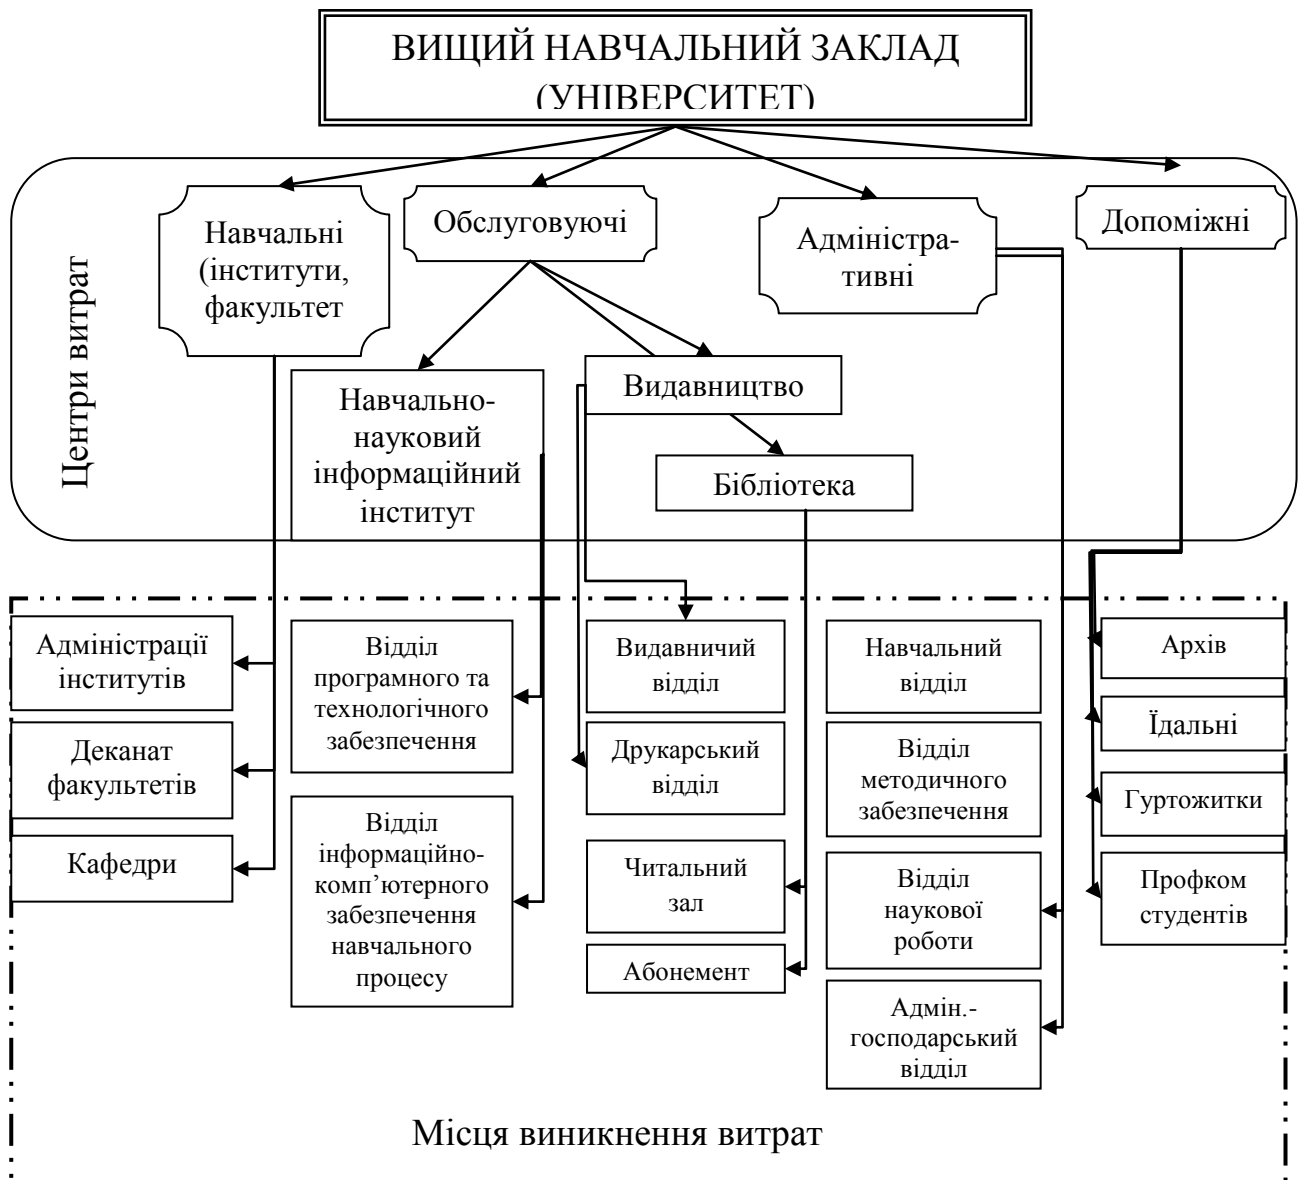 ВИЩИЙ НАВЧАЛЬНИЙ ЗАКЛАД
(УНІВЕРСИТЕТ)
Центри витрат
Навчальні
(інститути,
факультет
Обслуговуючі
Адміністра-
тивні
Допоміжні
Навчально-
науковий
інформаційний
інститут
Видавництво
Бібліотека
Адміністрації
інститутів
Деканат
факультетів
Кафедри
Відділ
програмного та
технологічного
забезпечення
Відділ
інформаційно-
комп’ютерного
забезпечення
навчального
процесу
Видавничий
відділ
Друкарський
відділ
Читальний
зал
Абонемент
Навчальний
відділ
Відділ
методичного
забезпечення
Відділ
наукової
роботи
Адмін.-
господарський
відділ
Архів
Їдальні
Гуртожитки
Профком
студентів
Місця виникнення витрат